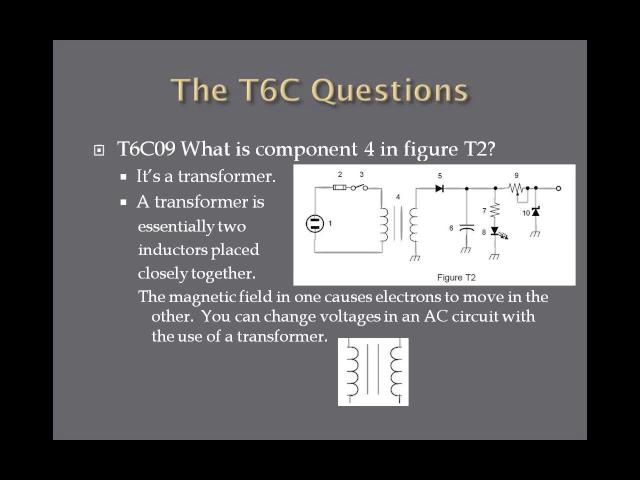 The T6C Questions
T6C09 What is component 4 in figure T2?
It's a transformer.
A transformer is
essentially two
inductors placed
closely together.
The magnetic field in one causes electrons to move in the
other. You can change voltages in an AC circuit with
the use of a transformer.
2 3 5 9
4
1
7
10
6
8
Figure T2